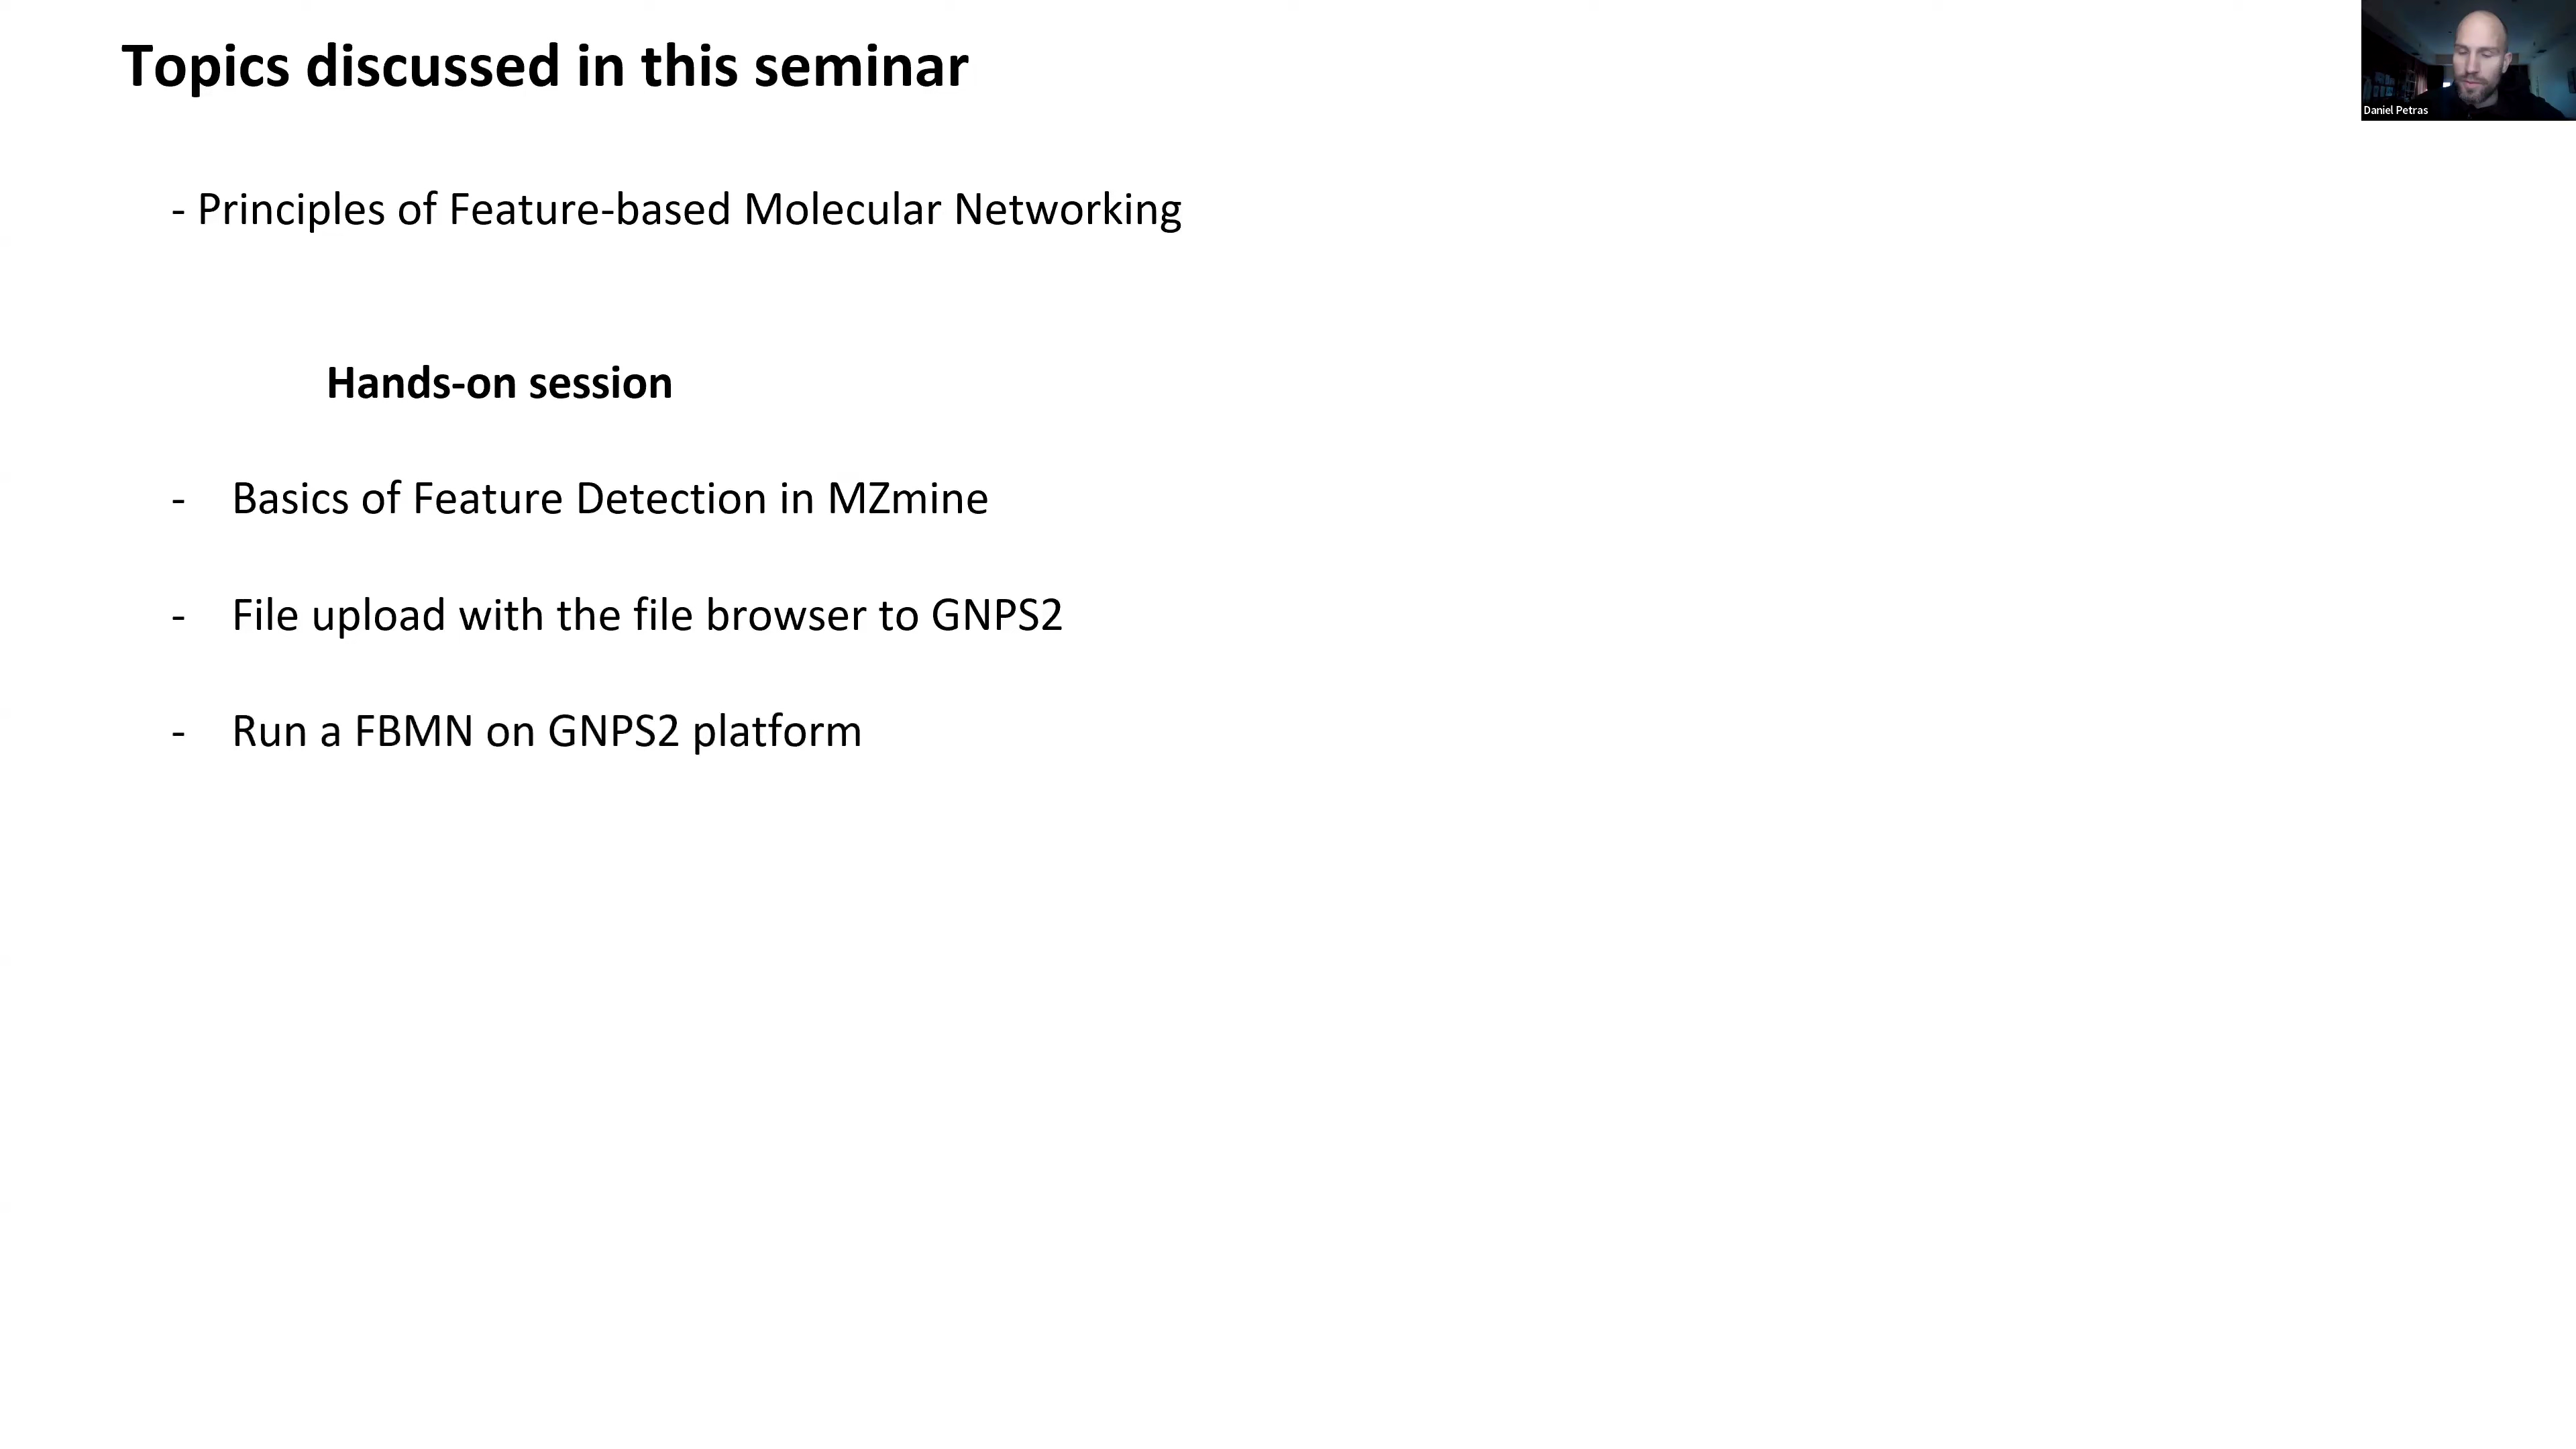 Topics discussed in this seminar
Daniel Petras
- Principles of Feature-based Molecular Networking
Hands-on session
- Basics of Feature Detection in MZmine
- File upload with the file browser to GNPS2
- Run a FBMN on GNPS2 platform